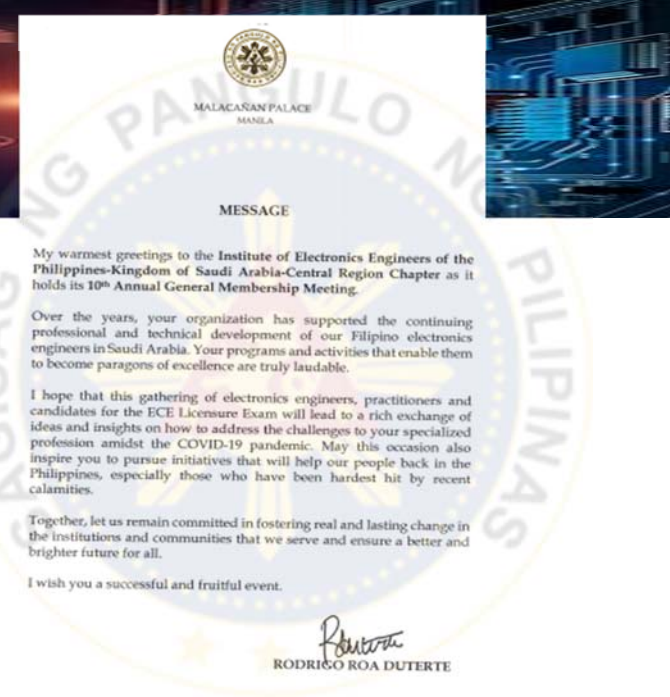 MALACAÑAN PALACE
MANILA
MESSAGE
My warmest greetings to the Institute of Electronics Engineers of the
Philippines-Kingdom of Saudi Arabia-Central Region Chapter as it
holds its 10th Annual General Membership Meeting.
Over the years, your organization has supported the continuing
professional and technical development of our Filipino electronics
engineers in Saudi Arabia. Your programs and activities that enable them
to become paragons of excellence are truly laudable.
I hope that this gathering of electronics engineers, practitioners and
candidates for the ECE Licensure Exam will lead to a rich exchange of
ideas and insights on how to address the challenges to your specialized
profession amidst the COVID-19 pandemic. May this occasion also
inspire you to pursue initiatives that will help our people back in the
Philippines, especially those who have been hardest hit by recent
calamities.
Together, let us remain committed in fostering real and lasting change in
the institutions and communities that we serve and ensure a better and
brighter future for all.
I wish you a successful and fruitful event.
RODRIGO ROA DUTERTE
PANGULO NG PILIPINAS